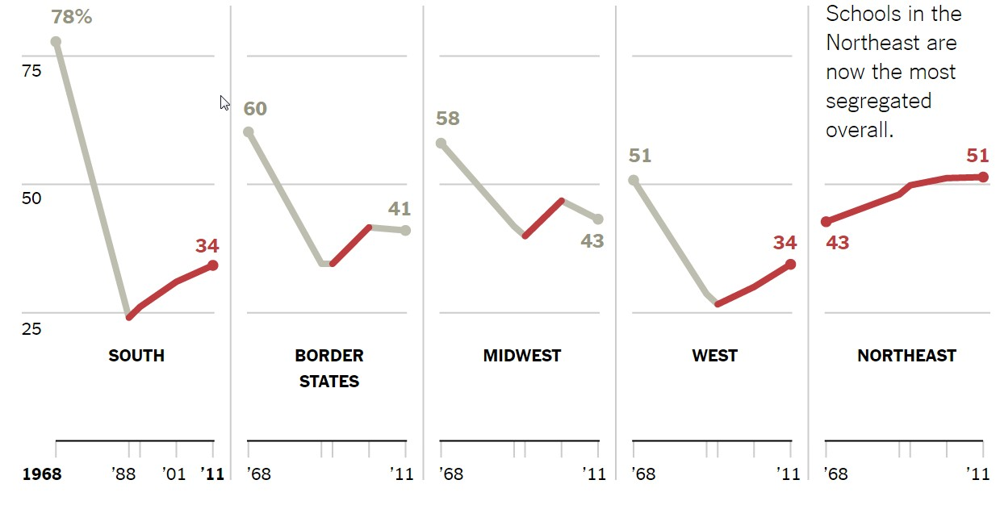 78%
75
50
25
34
SOUTH
1968
’88
’01
’11
60
41
BORDER
STATES
’68
’11
58
43
MIDWEST
’68
’11
51
34
WEST
’68
’11
Schools in the
Northeast are
now the most
segregated
overall.
51
43
NORTHEAST
’68
’11